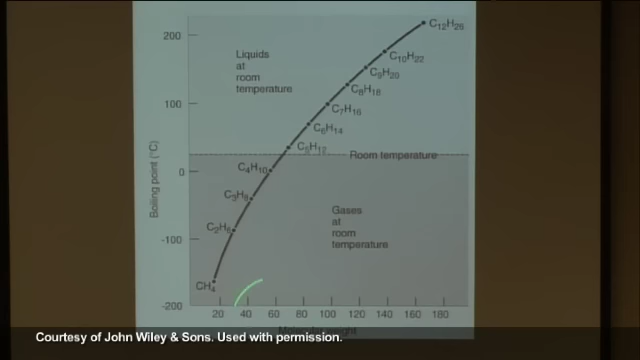 C12H26
200
Liquids
at
room
temperature
C10H22
C9H20
C8H18
100
C7H16
C6H14
C5H12
Room temperature
C4H10
0
Boiling point (°C)
C3H8
Gases
at
room
temperature
C2H6
-100
CH4
-200
20 40 60 80 100 120 140 160 180
Molecular weight
Courtesy of John Wiley & Sons. Used with permission.